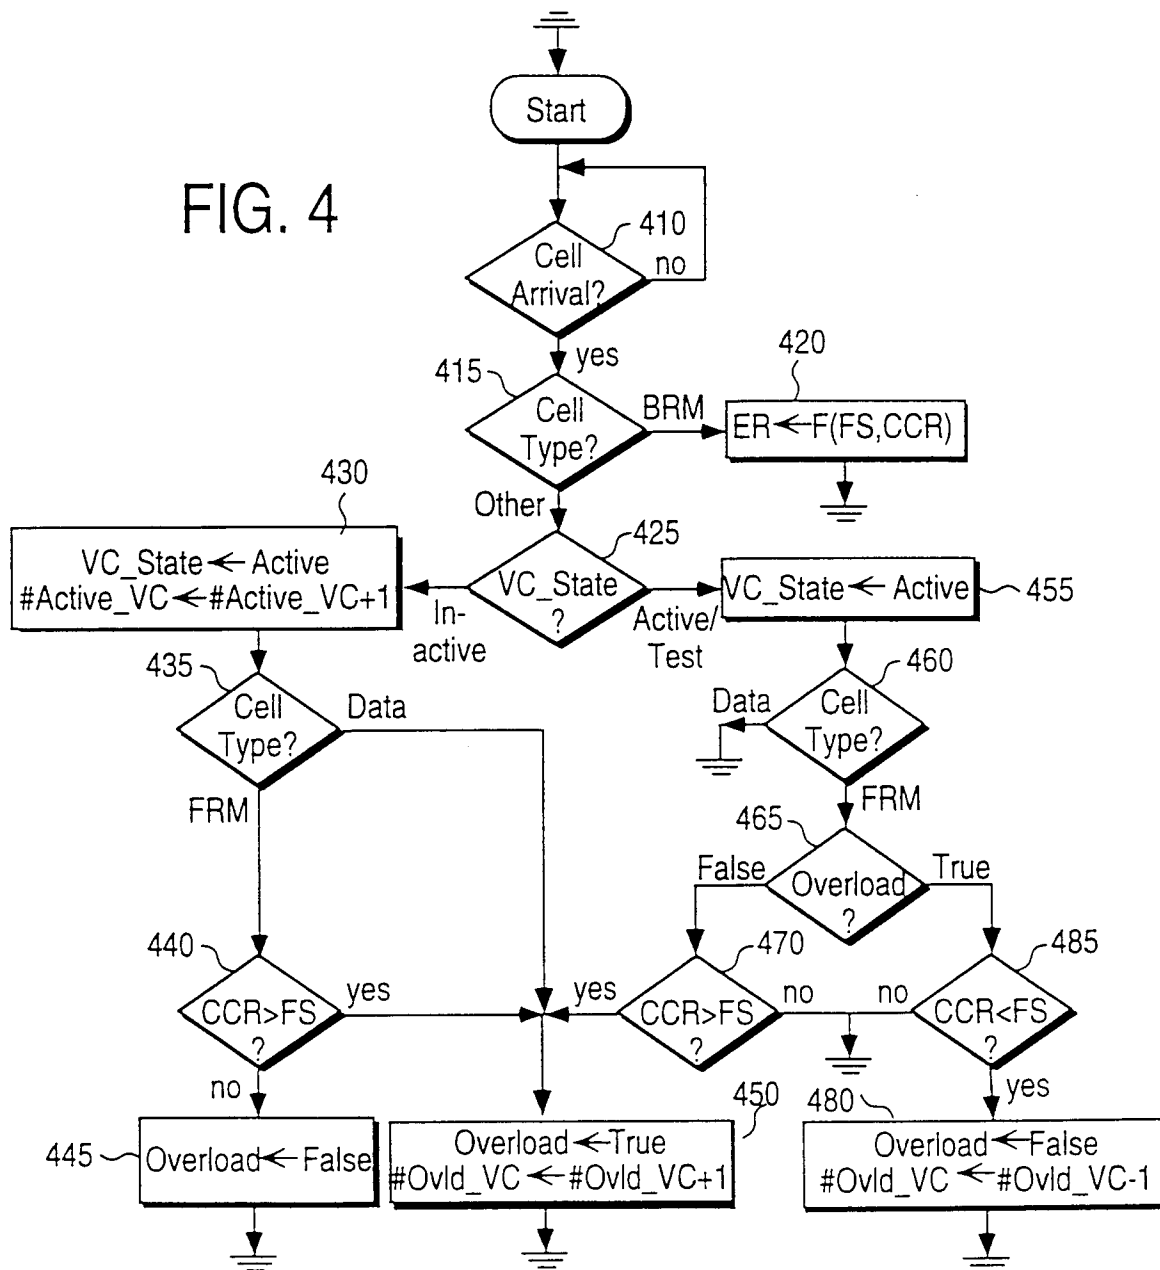 Start
FIG. 4
410
Cell
Arrival?
no
yes
415
Cell
Type?
BRM
420
ER←F(FS,CCR)
Other
430
VC_State ← Active
#Active_VC ← #Active_VC+1
425
VC_State
?
In-
active
Active/
Test
VC_State ← Active
455
435
Cell
Type?
Data
FRM
460
Cell
Type?
Data
FRM
465
Overload
?
False
True
440
CCR>FS
?
yes
no
470
CCR>FS
?
yes
no
485
CCR<FS
?
no
yes
445
Overload ← False
450
Overload ← True
#Ovld_VC ← #Ovld_VC+1
480
Overload ← False
#Ovld_VC ← #Ovld_VC-1